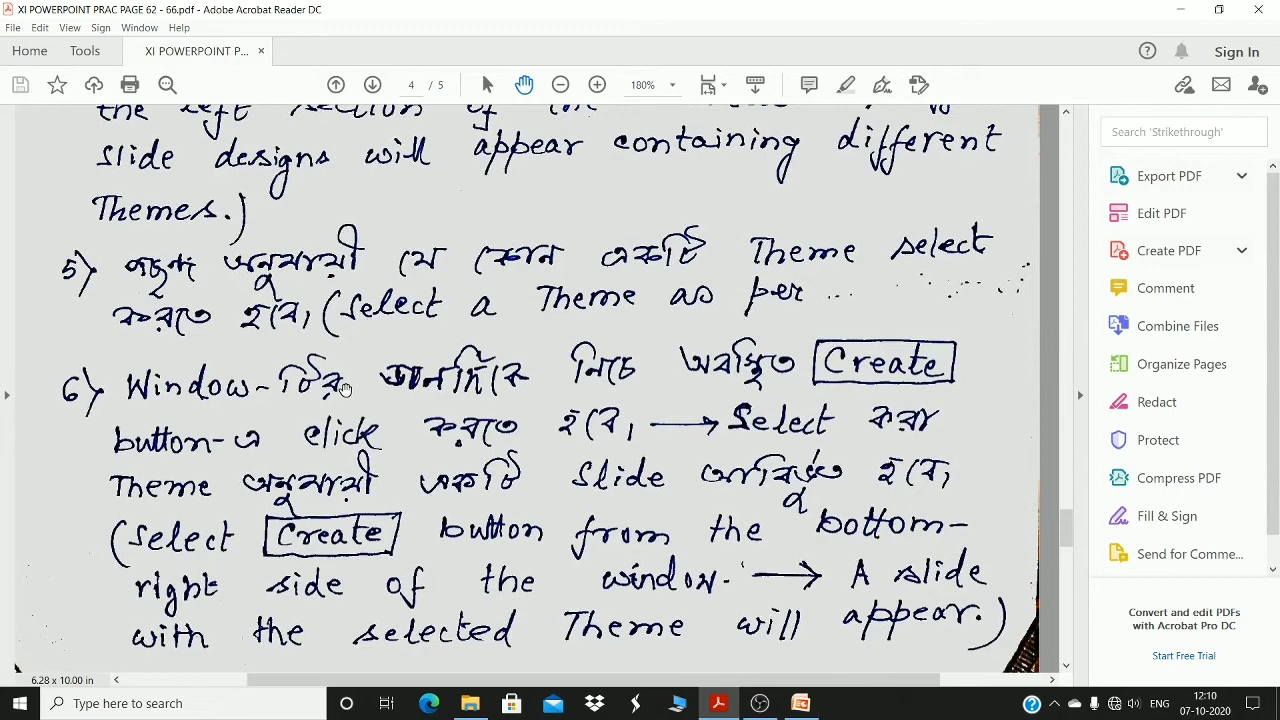 XI POWERPOINT PRAC PAGE 62 - 66.pdf - Adobe Acrobat Reader DC
File Edit View Sign Window Help
Home Tools XI POWERPOINT P... × Sign In
4 / 5 180%
the left section of the
slide designs will appear containing different
Themes.)
5) পছন্দ অনুযায়ী যে কোন একটি Theme select
করতে হবে। (Select a Theme as per
6) Window-টির ডানদিকে নিচে অবস্থিত Create
button-এ click করতে হবে। → Select করা
Theme অনুযায়ী একটি Slide আবির্ভূত হবে।
(Select Create button from the bottom-
right side of the window. → A slide
with the selected Theme will appear.)
6.28 x 10.00 in
Search 'Strikethrough'
Export PDF
Edit PDF
Create PDF
Comment
Combine Files
Organize Pages
Redact
Protect
Compress PDF
Fill & Sign
Send for Comme...
Convert and edit PDFs
with Acrobat Pro DC
Start Free Trial
Type here to search
ENG
12:10
07-10-2020